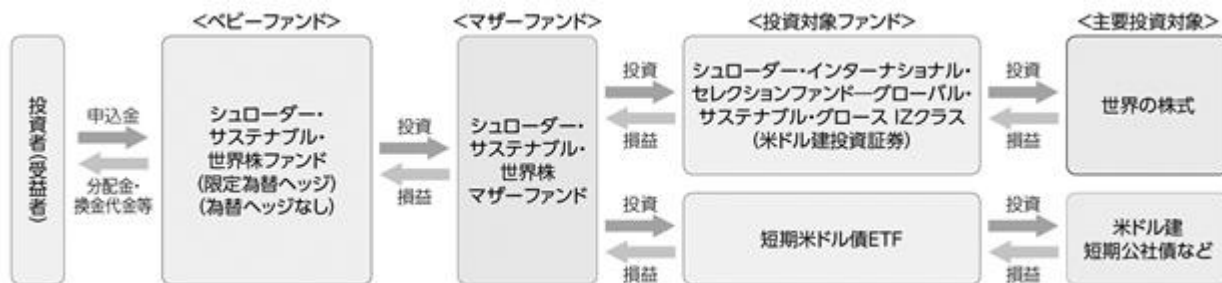 <ベビーファンド>
<マザーファンド>
<投資対象ファンド>
<主要投資対象>
投資者(受益者)
申込金
分配金・
換金代金等
シュローダー・
サステナブル・
世界株ファンド
(限定為替ヘッジ)
(為替ヘッジなし)
投資
損益
シュローダー・
サステナブル・
世界株
マザーファンド
投資
損益
シュローダー・インターナショナル・
セレクションファンド―グローバル・
サステナブル・グロース IZクラス
(米ドル建投資証券)
投資
損益
世界の株式
投資
損益
短期米ドル債ETF
投資
損益
米ドル建
短期公社債など